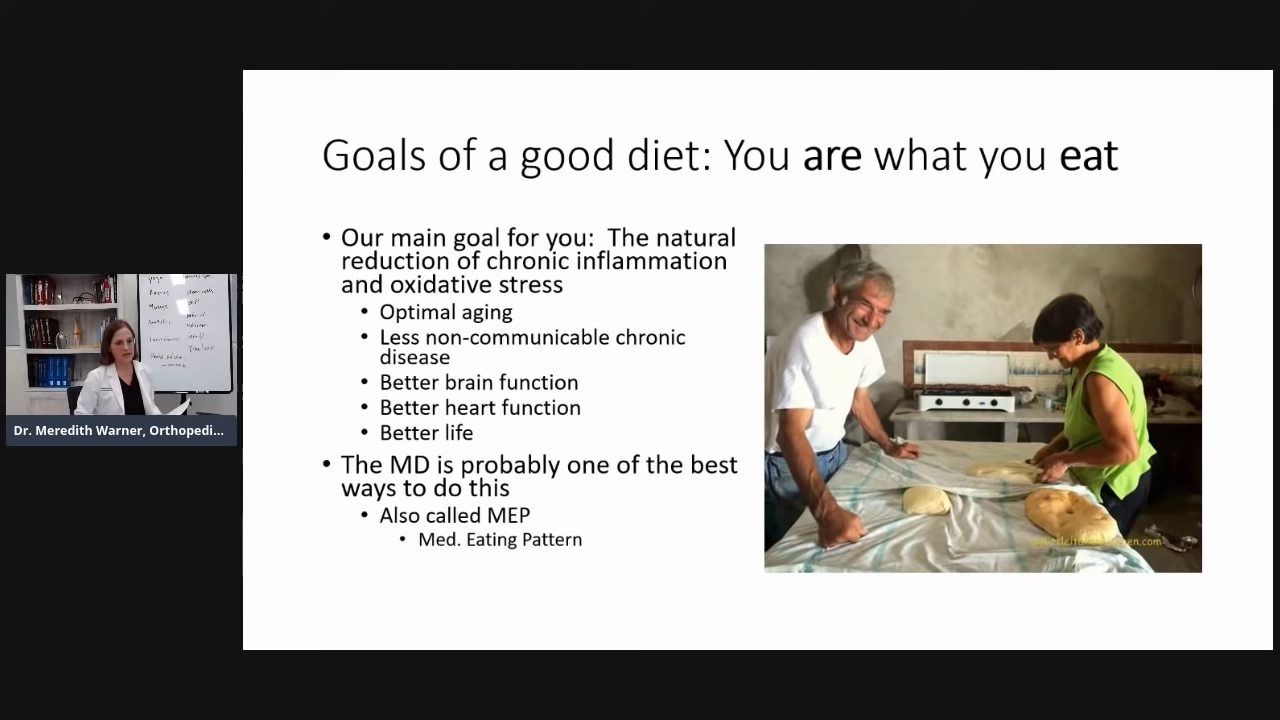 Goals of a good diet: You are what you eat
• Our main goal for you: The natural
reduction of chronic inflammation
and oxidative stress
• Optimal aging
• Less non-communicable chronic
disease
• Better brain function
• Better heart function
• Better life
• The MD is probably one of the best
ways to do this
• Also called MEP
• Med. Eating Pattern
Dr. Meredith Warner, Orthopedi...